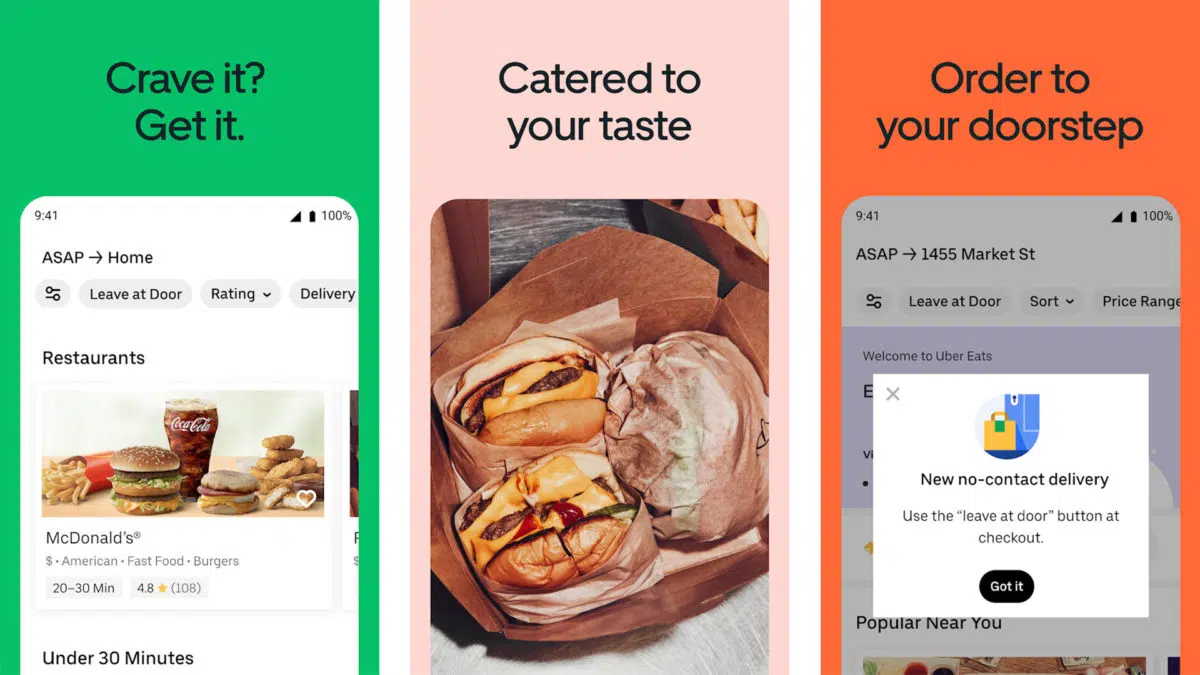 Crave it?
Get it.
9:41
100%
ASAP → Home
Leave at Door
Rating
Delivery
Restaurants
Coca-Cola
McDonald's®
$ • American • Fast Food • Burgers
20–30 Min
4.8 ★ (108)
Under 30 Minutes
Catered to
your taste
Order to
your doorstep
9:41
100%
ASAP → 1455 Market St
Leave at Door
Sort
Price Range
Welcome to Uber Eats
New no-contact delivery
Use the “leave at door” button at
checkout.
Got it
Popular Near You